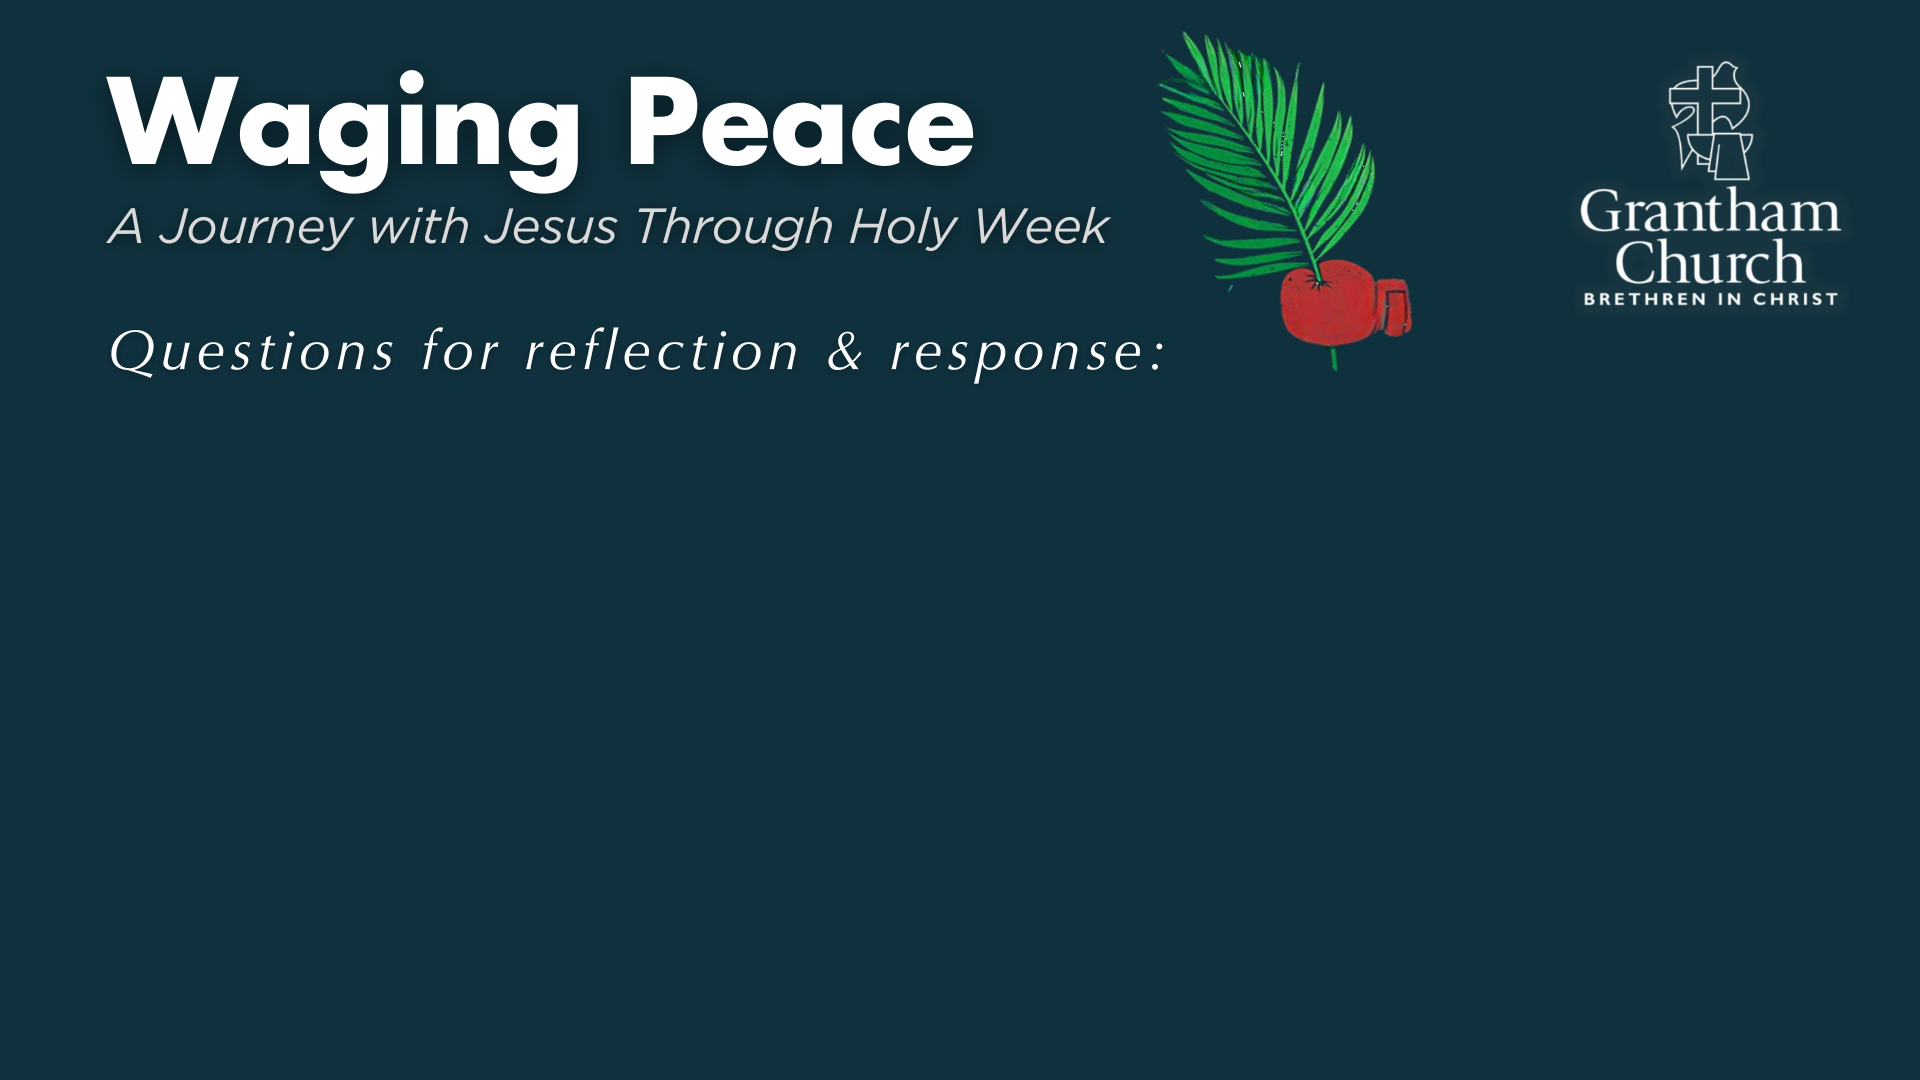 Waging Peace
A Journey with Jesus Through Holy Week
Questions for reflection & response:
Grantham
Church
BRETHREN IN CHRIST